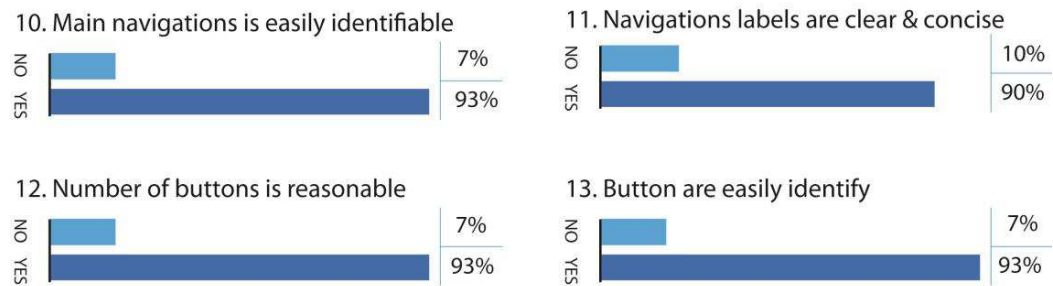 10. Main navigations is easily identifiable
NO 7%
YES 93%
11. Navigations labels are clear & concise
NO 10%
YES 90%
12. Number of buttons is reasonable
NO 7%
YES 93%
13. Button are easily identify
NO 7%
YES 93%